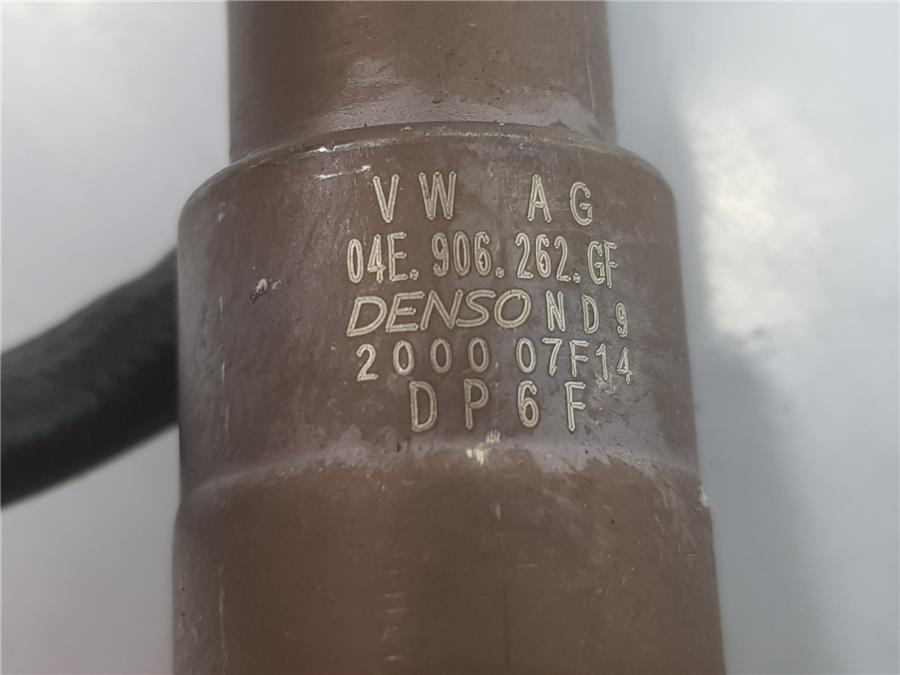 VW AG
04E.906.262.GF
DENSO ND9
2000 07F14
DP6F